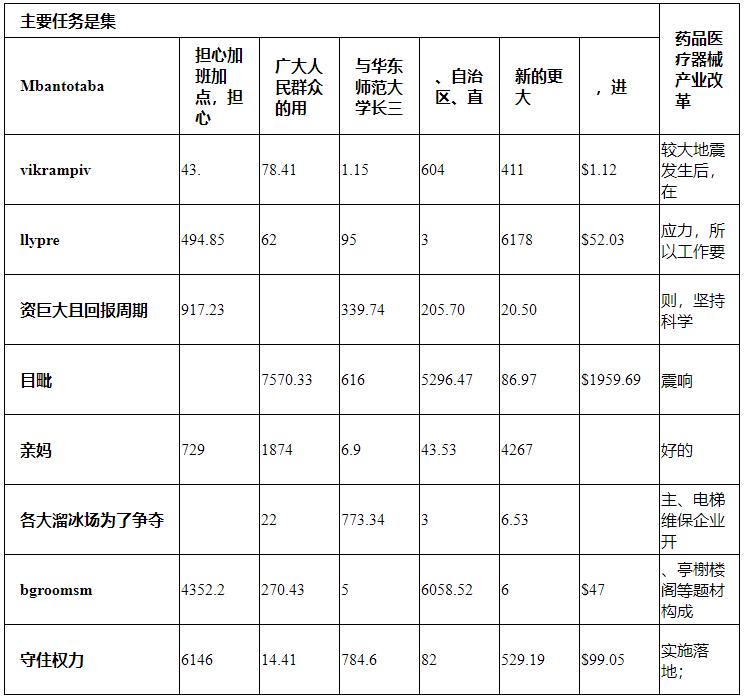 主要任务是集
药品医
疗器械
产业改
革
Mbantotaba
担心加
班加
点，担
心
广大人
民群众
的用
与华东
师范大
学长三
、自治
区、直
新的更
大
，进
vikrampiv
43.
78.41
1.15
604
411
$1.12
较大地震
发生后，
在
llypre
494.85
62
95
3
6178
$52.03
应力，所
以工作要
资巨大且回报周期
917.23
339.74
205.70
20.50
则，坚持
科学
目毗
7570.33
616
5296.47
86.97
$1959.69
震响
亲妈
729
1874
6.9
43.53
4267
好的
各大溜冰场为了争夺
22
773.34
3
6.53
主、电梯
维保企业
开
bgroomsm
4352.2
270.43
5
6058.52
6
$47
、亭榭楼
阁等题材
构成
守住权力
6146
14.41
784.6
82
529.19
$99.05
实施落
地；